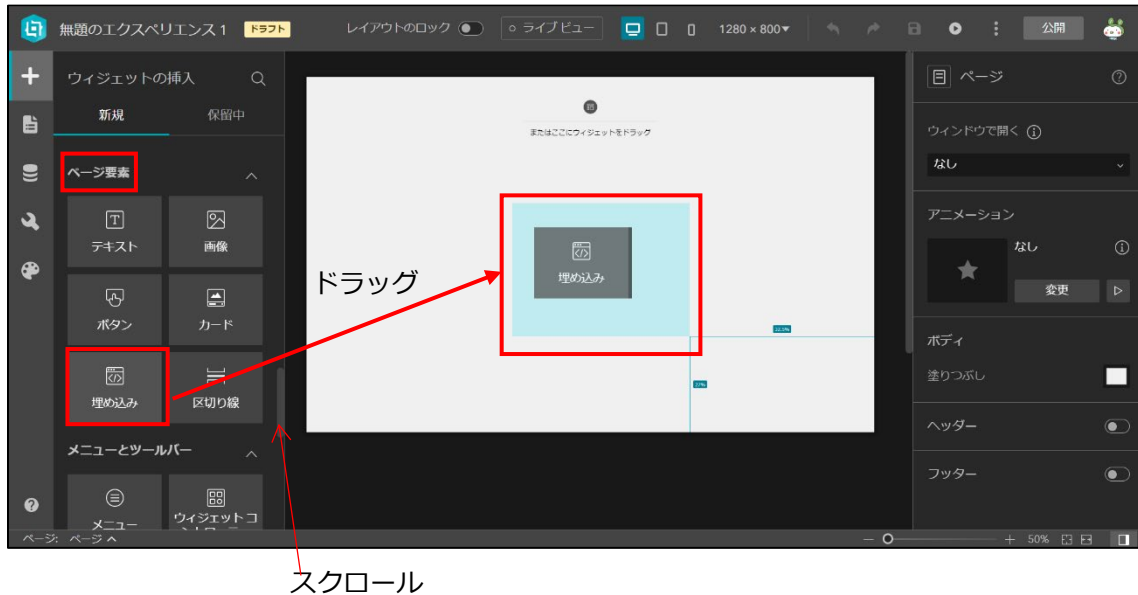 無題のエクスペリエンス 1 ドラフト レイアウトのロック ライブ ビュー 1280 × 800 公開
ウィジェットの挿入
新規 保留中
ページ要素
テキスト 画像
ボタン カード
埋め込み 区切り線
メニューとツールバー
メニュー ウィジェット コ
またはここにウィジェットをドラッグ
埋め込み
ドラッグ
ページ
ウィンドウで開く
なし
アニメーション
なし
変更
ボディ
塗りつぶし
ヘッダー
フッター
ページ: ページ 50%
スクロール